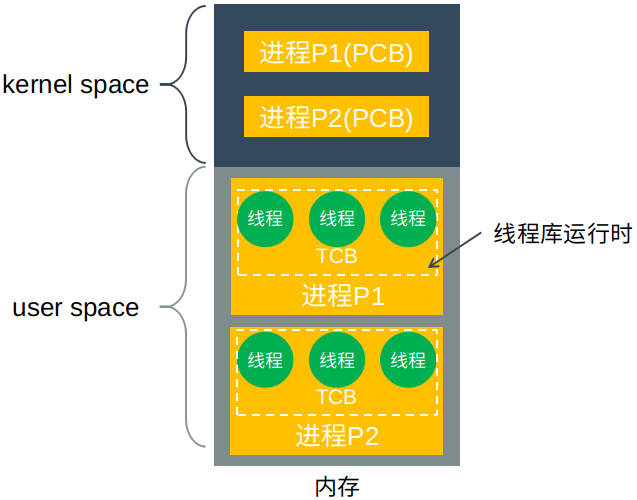 进程P1(PCB)
kernel space
进程P2(PCB)
线程 线程 线程
线程库运行时
TCB
进程P1
user space
线程 线程 线程
TCB
进程P2
内存